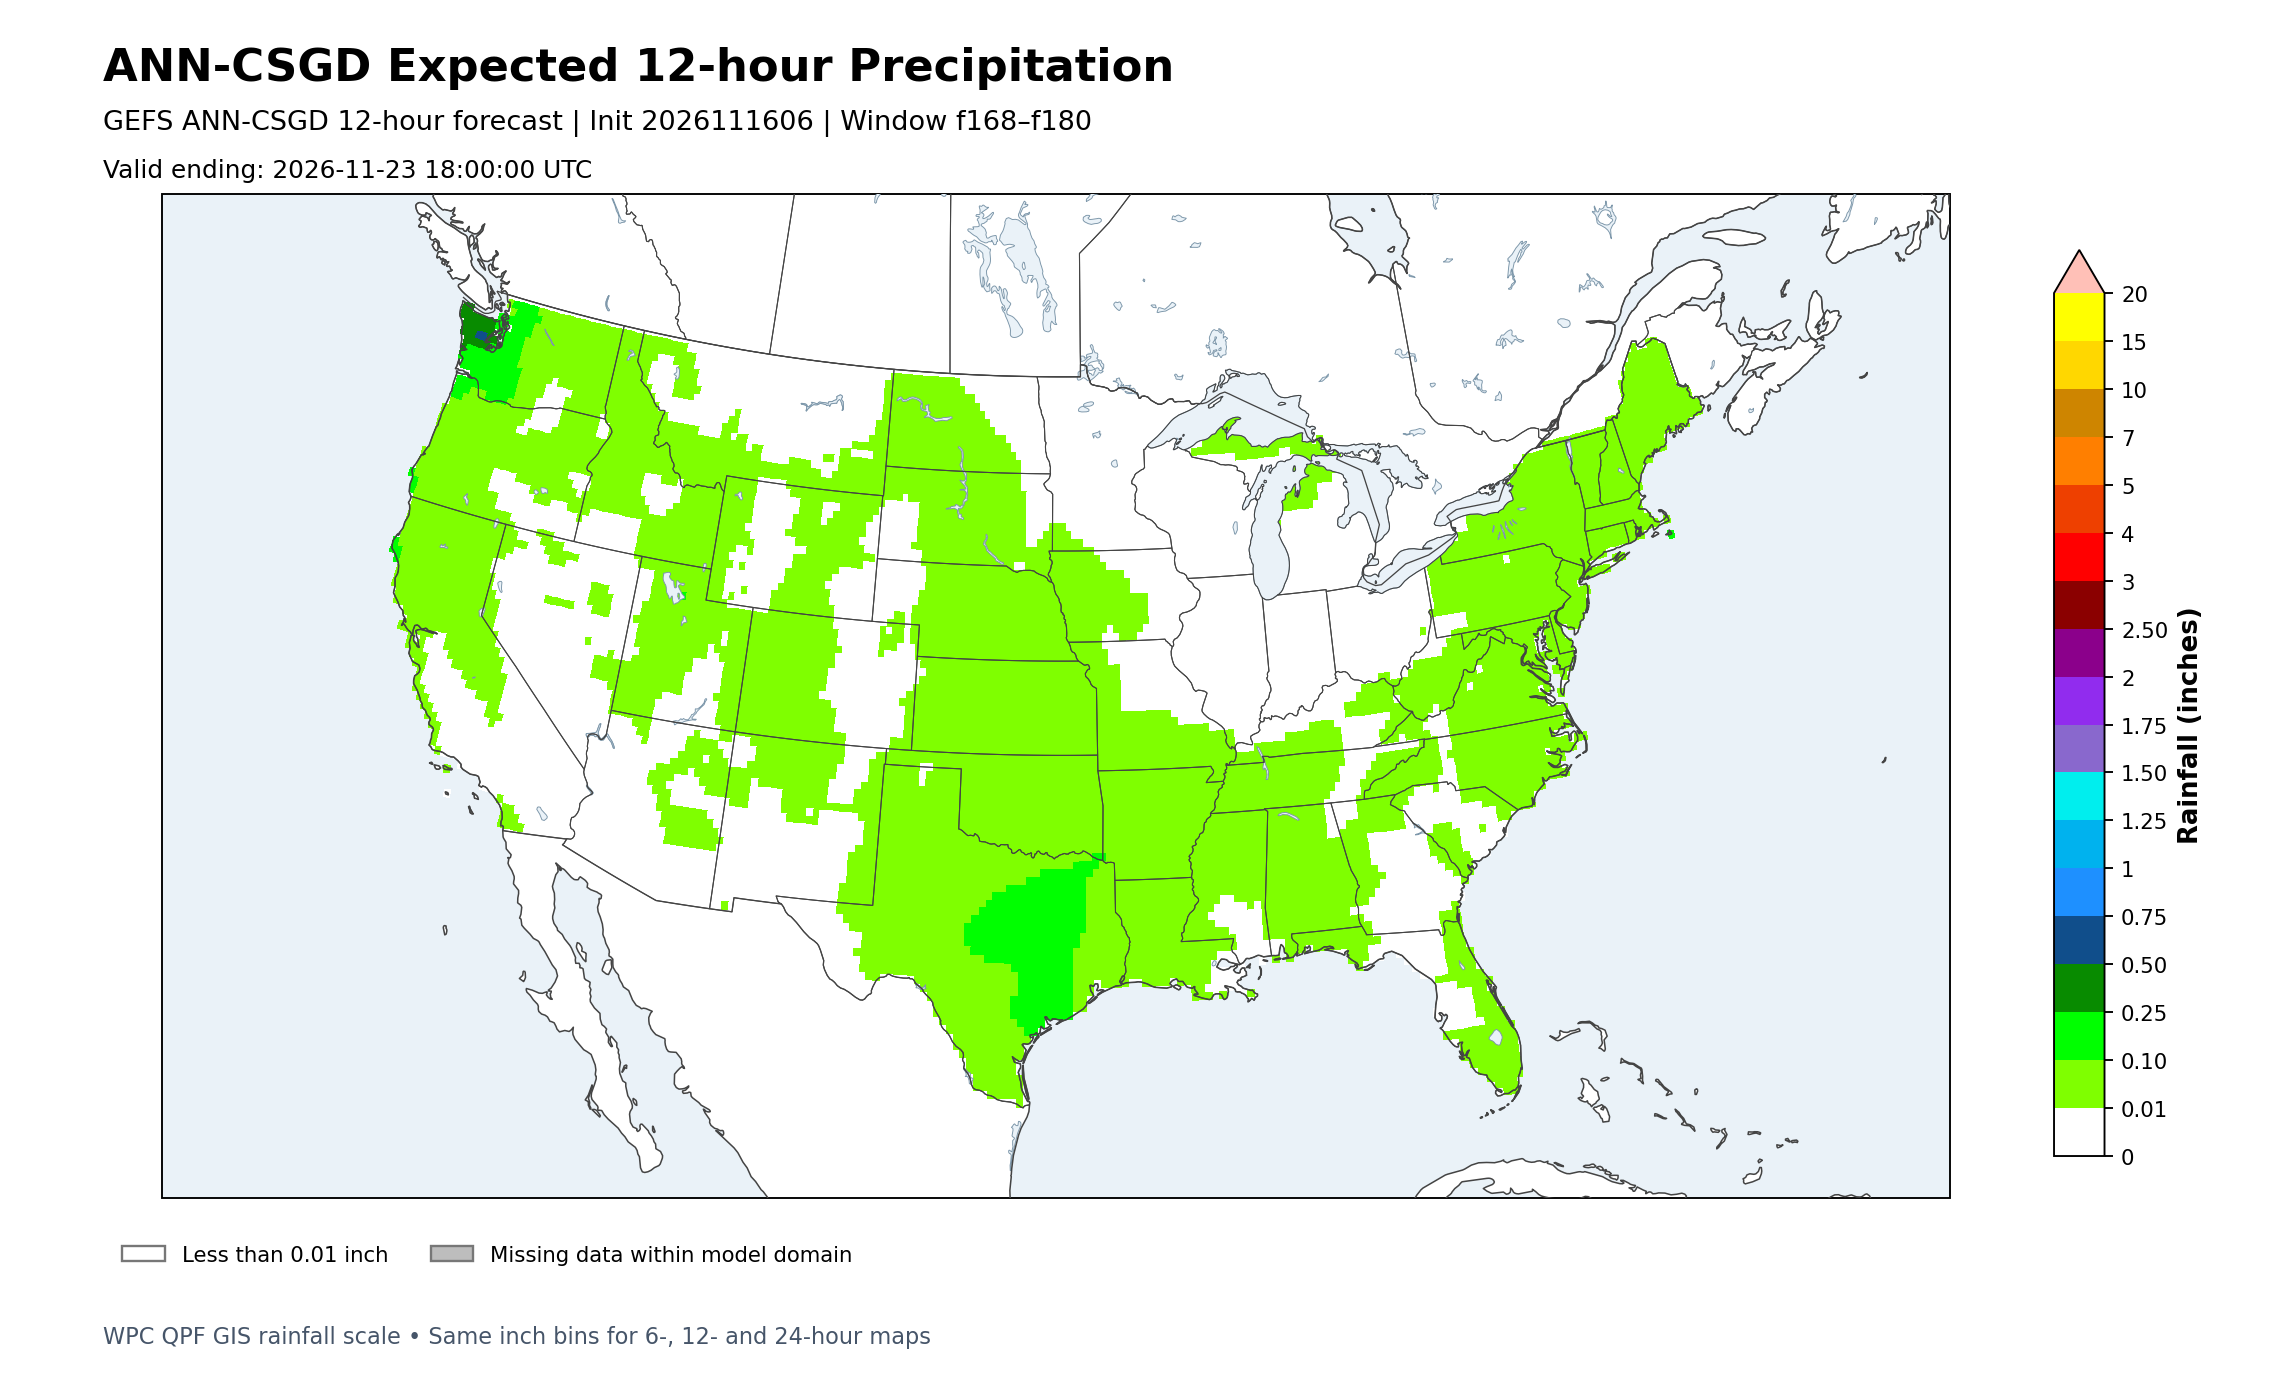 ANN-CSGD Expected 12-hour Precipitation
GEFS ANN-CSGD 12-hour forecast | Init 2026111606 | Window f168–f180
Valid ending: 2026-11-23 18:00:00 UTC
20
15
10
7
5
4
3
2.50
2
1.75
1.50
1.25
1
0.75
0.50
0.25
0.10
0.01
0
Rainfall (inches)
Less than 0.01 inch
Missing data within model domain
WPC QPF GIS rainfall scale • Same inch bins for 6-, 12- and 24-hour maps